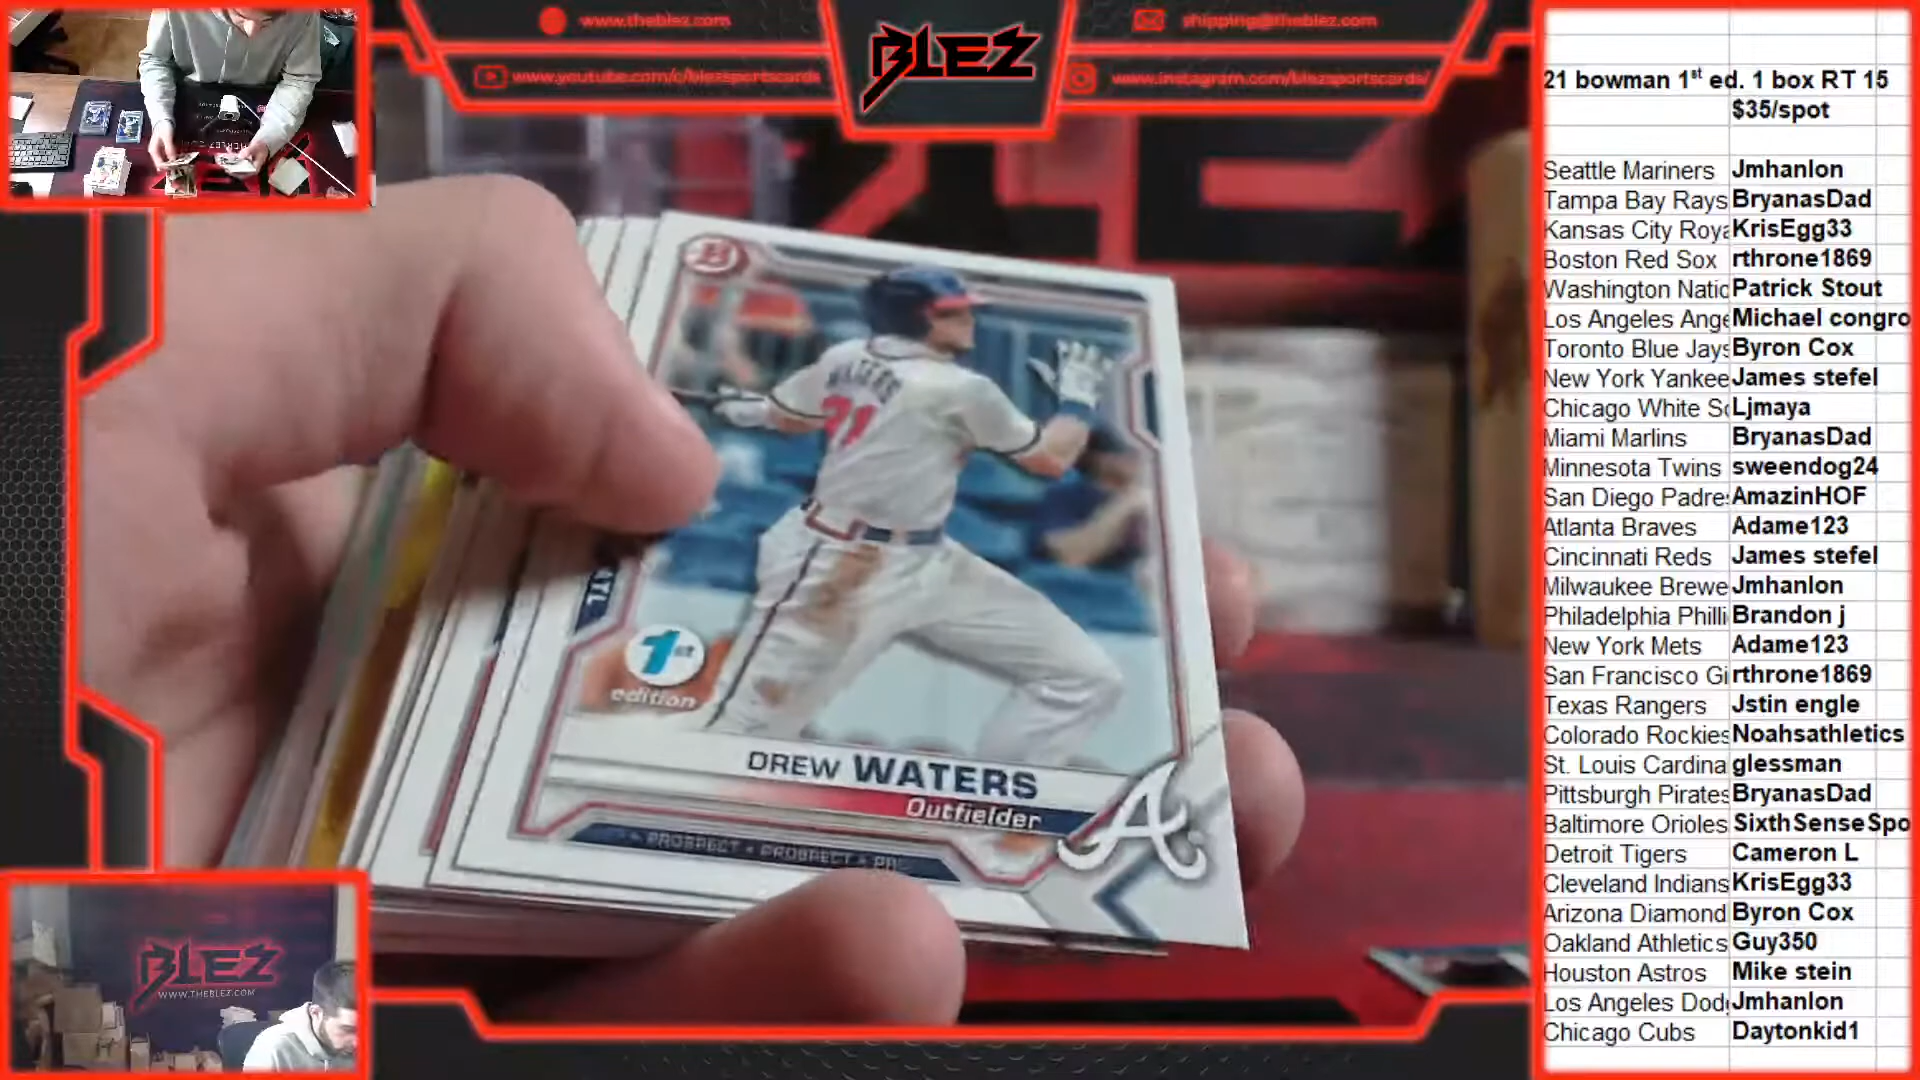 www.theblez.com
www.youtube.com/c/blezsportscards
BLEZ
shipping@theblez.com
www.instagram.com/blezsportscards/
WATERS
21
ATL
1st
edition
DREW WATERS
Outfielder
PROSPECT • PROSPECT
A
BLEZ
WWW.THEBLEZ.COM
21 bowman 1st ed. 1 box RT 15
$35/spot
Seattle Mariners Jmhanlon
Tampa Bay Rays BryanasDad
Kansas City Roya KrisEgg33
Boston Red Sox rthrone1869
Washington Natio Patrick Stout
Los Angeles Ange Michael congro
Toronto Blue Jays Byron Cox
New York Yankee James stefel
Chicago White So Ljmaya
Miami Marlins BryanasDad
Minnesota Twins sweendog24
San Diego Padres AmazinHOF
Atlanta Braves Adame123
Cincinnati Reds James stefel
Milwaukee Brewe Jmhanlon
Philadelphia Philli Brandon j
New York Mets Adame123
San Francisco Gi rthrone1869
Texas Rangers Jstin engle
Colorado Rockies Noahsathletics
St. Louis Cardina glessman
Pittsburgh Pirates BryanasDad
Baltimore Orioles SixthSenseSpo
Detroit Tigers Cameron L
Cleveland Indians KrisEgg33
Arizona Diamond Byron Cox
Oakland Athletics Guy350
Houston Astros Mike stein
Los Angeles Dod Jmhanlon
Chicago Cubs Daytonkid1